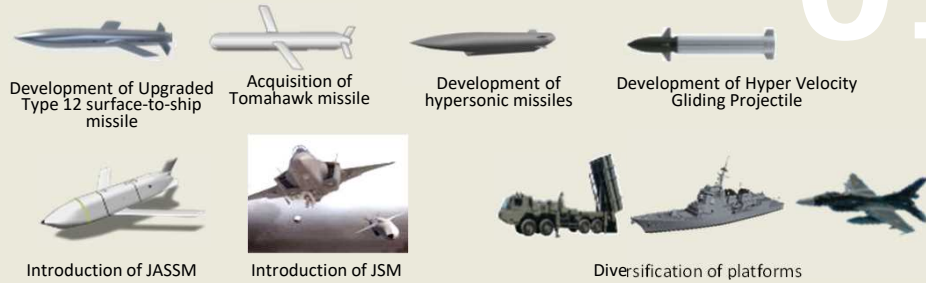 Development of Upgraded
Type 12 surface-to-ship
missile
Acquisition of
Tomahawk missile
Development of
hypersonic missiles
Development of Hyper Velocity
Gliding Projectile
Introduction of JASSM
Introduction of JSM
Diversification of platforms